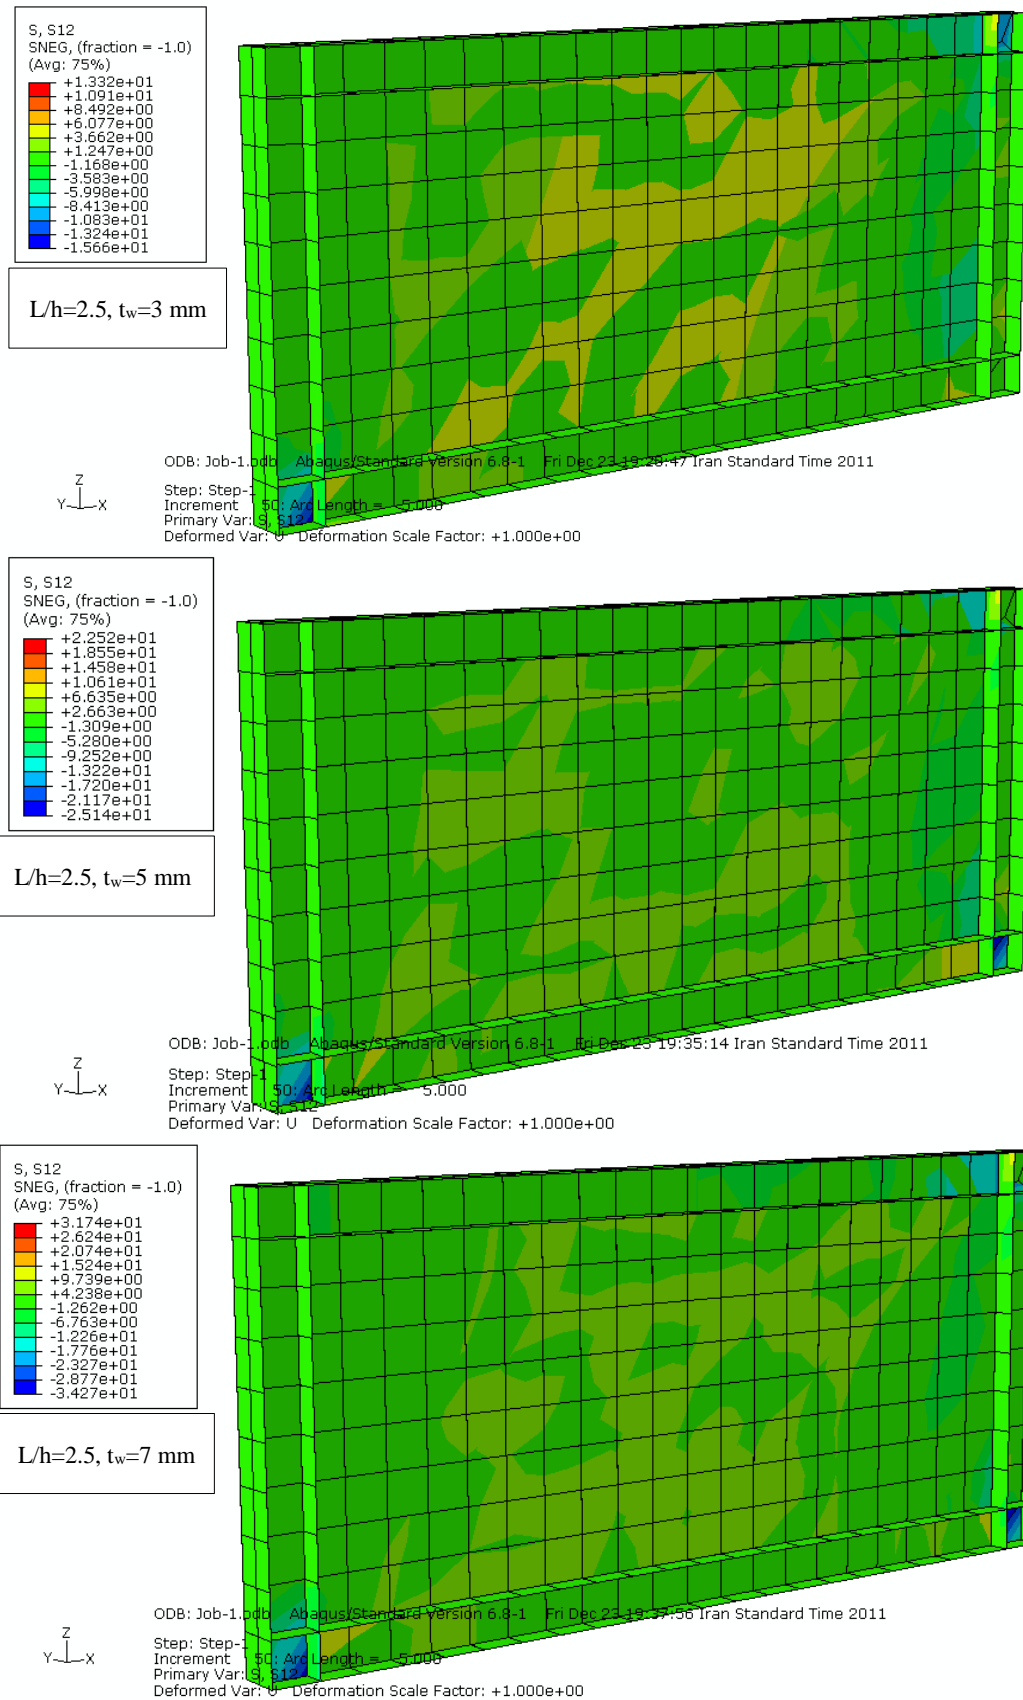 S, S12
SNEG, (fraction = -1.0)
(Avg: 75%)
+1.332e+01
+1.091e+01
+8.492e+00
+6.077e+00
+3.662e+00
+1.247e+00
-1.168e+00
-3.583e+00
-5.998e+00
-8.413e+00
-1.083e+01
-1.324e+01
-1.566e+01
L/h=2.5, tw=3 mm
ODB: Job-1.odb Abaqus/Standard Version 6.8-1 Fri Dec 23 19:28:47 Iran Standard Time 2011
Z
Y X
Step: Step-1
Increment 50: Arc Length = 5.000
Primary Var: S, S12
Deformed Var: U Deformation Scale Factor: +1.000e+00
S, S12
SNEG, (fraction = -1.0)
(Avg: 75%)
+2.252e+01
+1.855e+01
+1.458e+01
+1.061e+01
+6.635e+00
+2.663e+00
-1.309e+00
-5.280e+00
-9.252e+00
-1.322e+01
-1.720e+01
-2.117e+01
-2.514e+01
L/h=2.5, tw=5 mm
ODB: Job-1.odb Abaqus/Standard Version 6.8-1 Fri Dec 23 19:35:14 Iran Standard Time 2011
Z
Y X
Step: Step-1
Increment 50: Arc Length = 5.000
Primary Var: S, S12
Deformed Var: U Deformation Scale Factor: +1.000e+00
S, S12
SNEG, (fraction = -1.0)
(Avg: 75%)
+3.174e+01
+2.624e+01
+2.074e+01
+1.524e+01
+9.739e+00
+4.238e+00
-1.262e+00
-6.763e+00
-1.226e+01
-1.776e+01
-2.327e+01
-2.877e+01
-3.427e+01
L/h=2.5, tw=7 mm
ODB: Job-1.odb Abaqus/Standard Version 6.8-1 Fri Dec 23 19:37:56 Iran Standard Time 2011
Z
Y X
Step: Step-1
Increment 50: Arc Length = 5.000
Primary Var: S, S12
Deformed Var: U Deformation Scale Factor: +1.000e+00